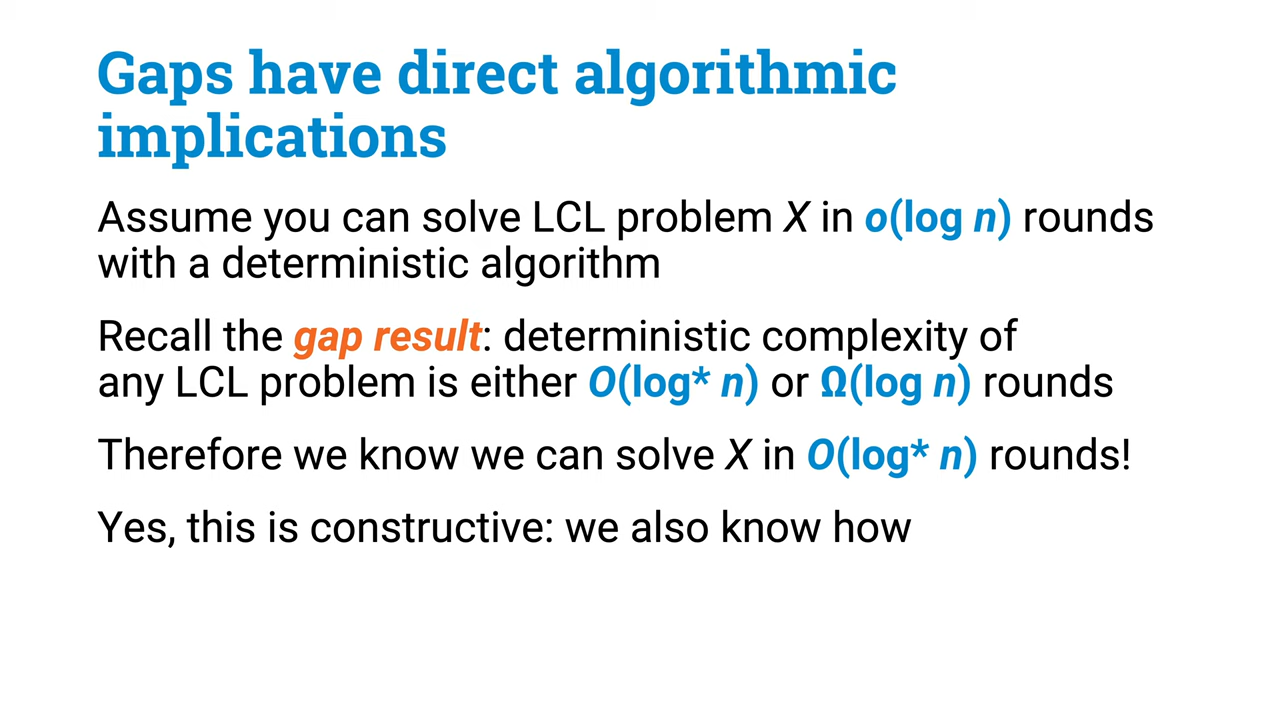 Gaps have direct algorithmic
implications
Assume you can solve LCL problem X in o(log n) rounds
with a deterministic algorithm
Recall the gap result: deterministic complexity of
any LCL problem is either O(log* n) or Ω(log n) rounds
Therefore we know we can solve X in O(log* n) rounds!
Yes, this is constructive: we also know how